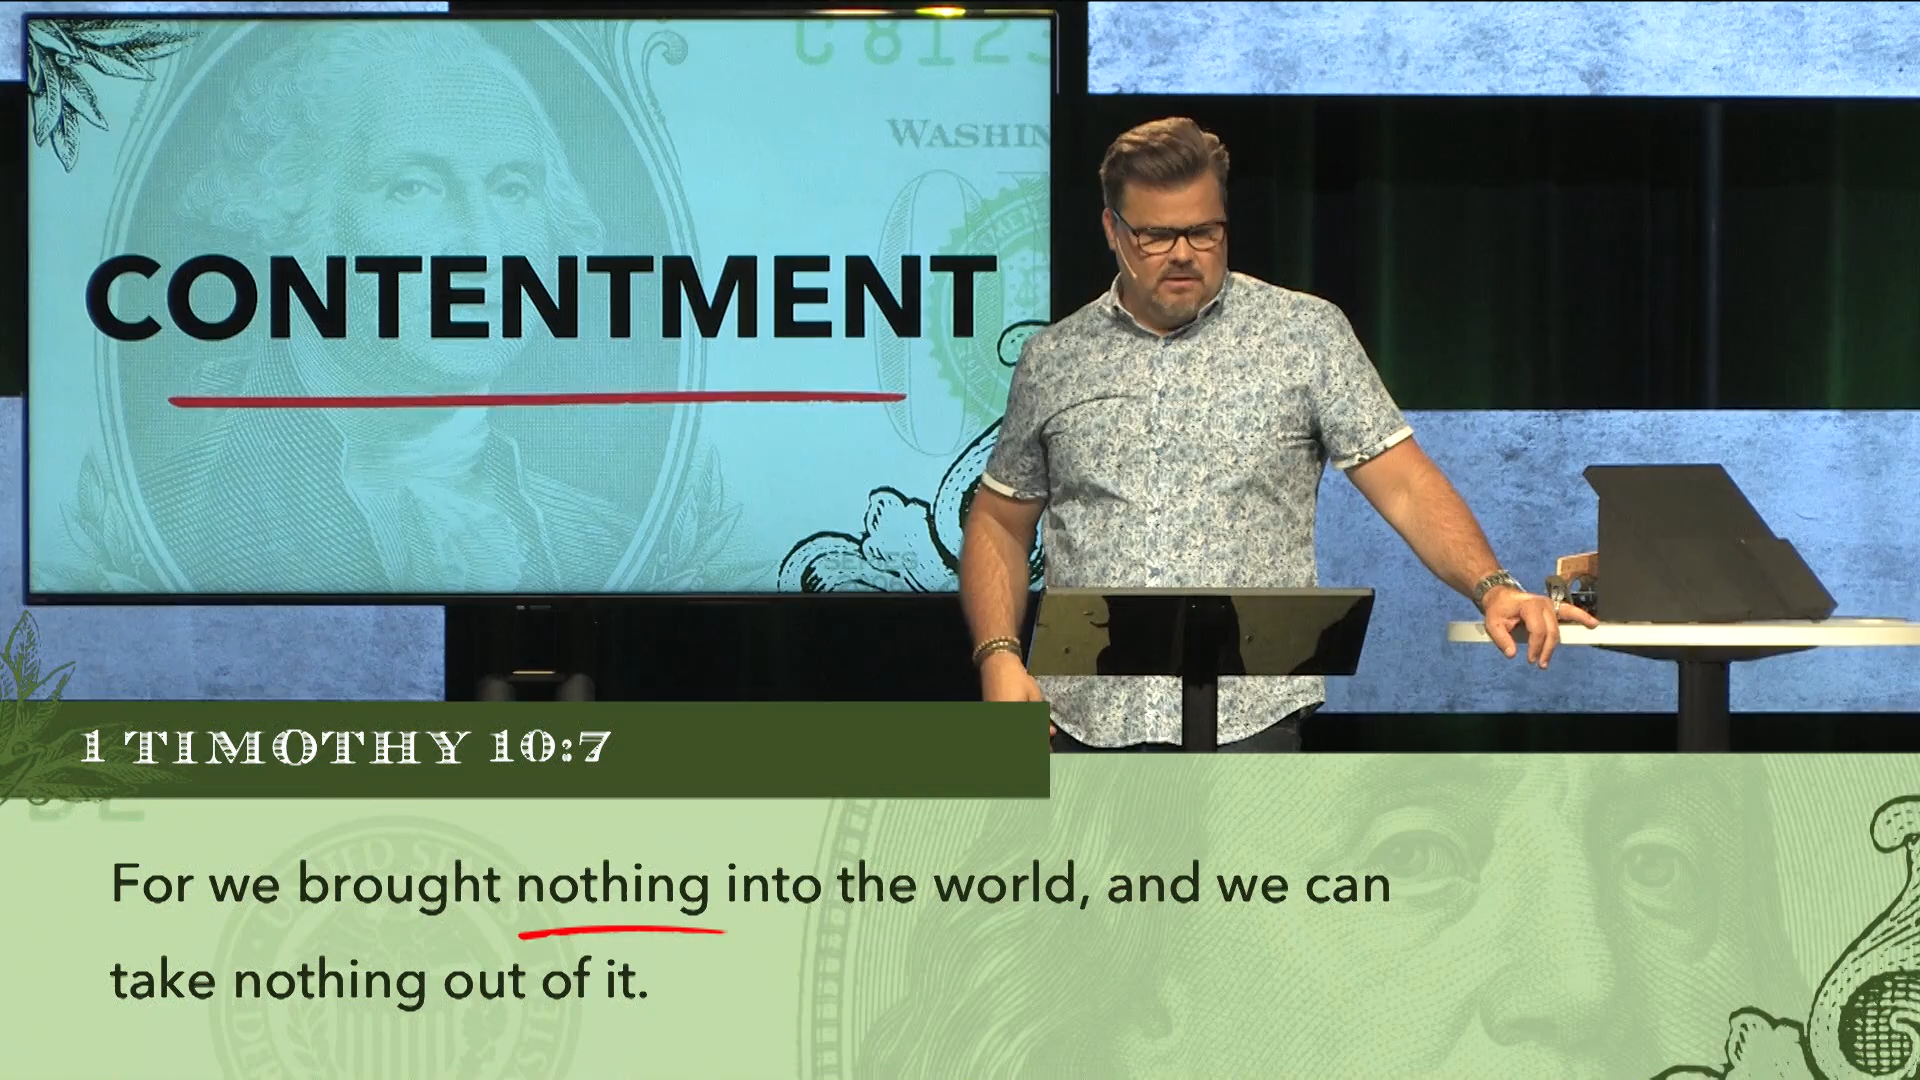 C 8123
WASHIN
CONTENTMENT
1 TIMOTHY 10:7
For we brought nothing into the world, and we can
take nothing out of it.